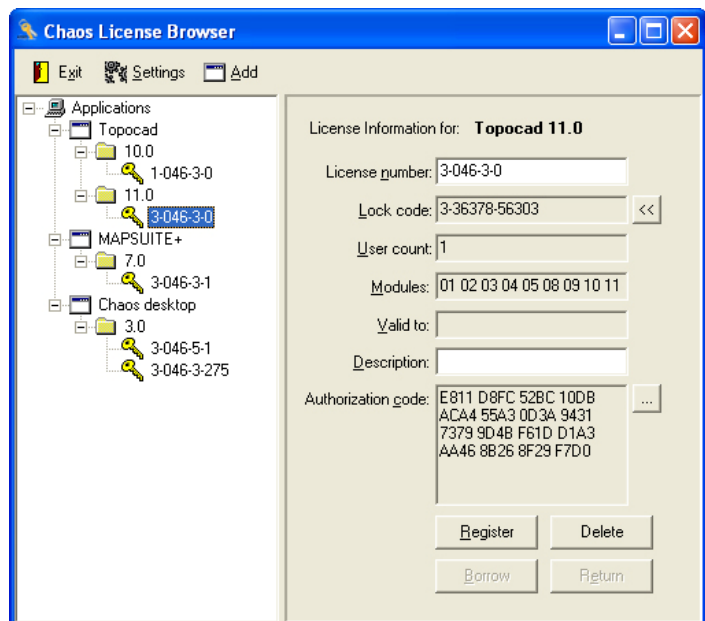 Chaos License Browser
Exit Settings Add
Applications
Topocad
10.0
1-046-3-0
11.0
3-046-3-0
MAPSUITE+
7.0
3-046-3-1
Chaos desktop
3.0
3-046-5-1
3-046-3-275
License Information for: Topocad 11.0
License number: 3-046-3-0
Lock code: 3-36378-56303 <<
User count: 1
Modules: 01 02 03 04 05 08 09 10 11
Valid to:
Description:
Authorization code: E811 D8FC 52BC 10DB ...
ACA4 55A3 0D3A 9431
7379 9D4B F61D D1A3
AA46 8B26 8F29 F7D0
Register Delete
Borrow Return